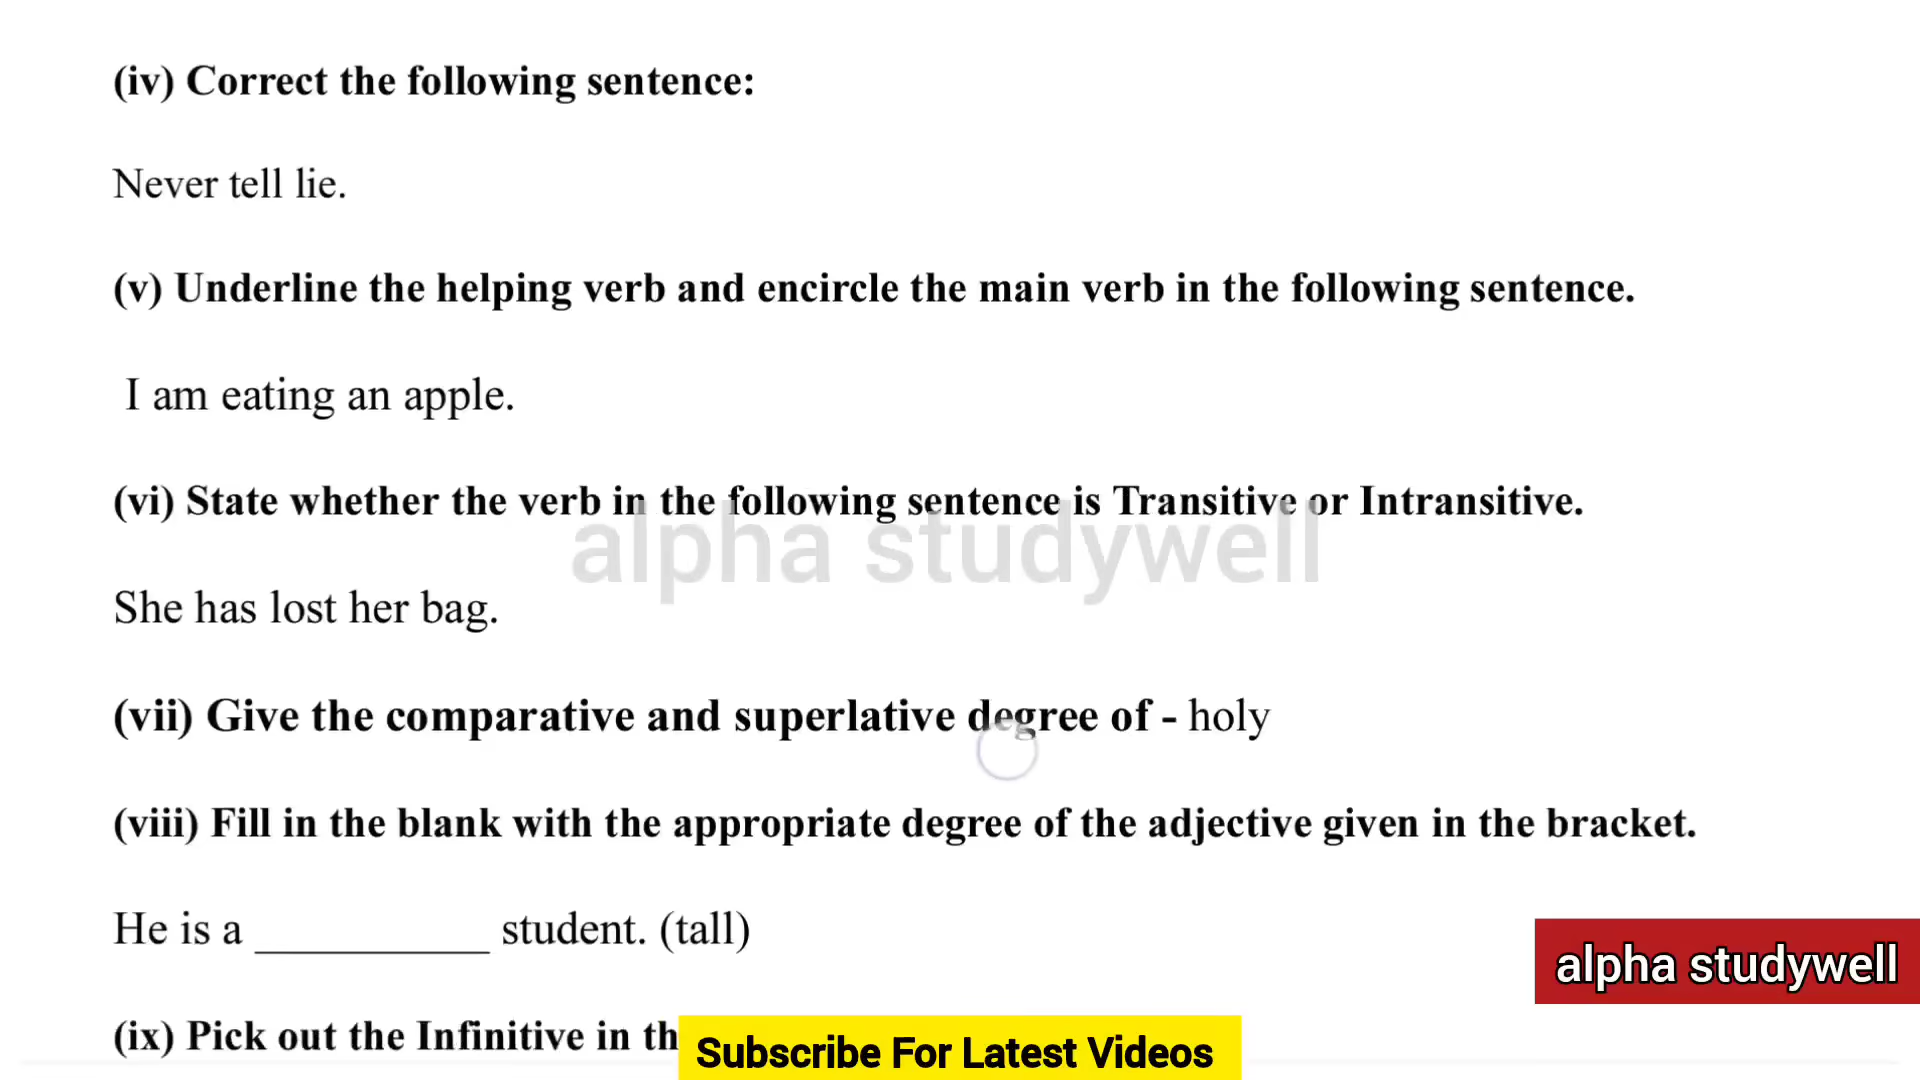 (iv) Correct the following sentence:
Never tell lie.
(v) Underline the helping verb and encircle the main verb in the following sentence.
I am eating an apple.
(vi) State whether the verb in the following sentence is Transitive or Intransitive.
alpha studywell
She has lost her bag.
(vii) Give the comparative and superlative degree of - holy
(viii) Fill in the blank with the appropriate degree of the adjective given in the bracket.
He is a __________ student. (tall)
alpha studywell
(ix) Pick out the Infinitive in th
Subscribe For Latest Videos